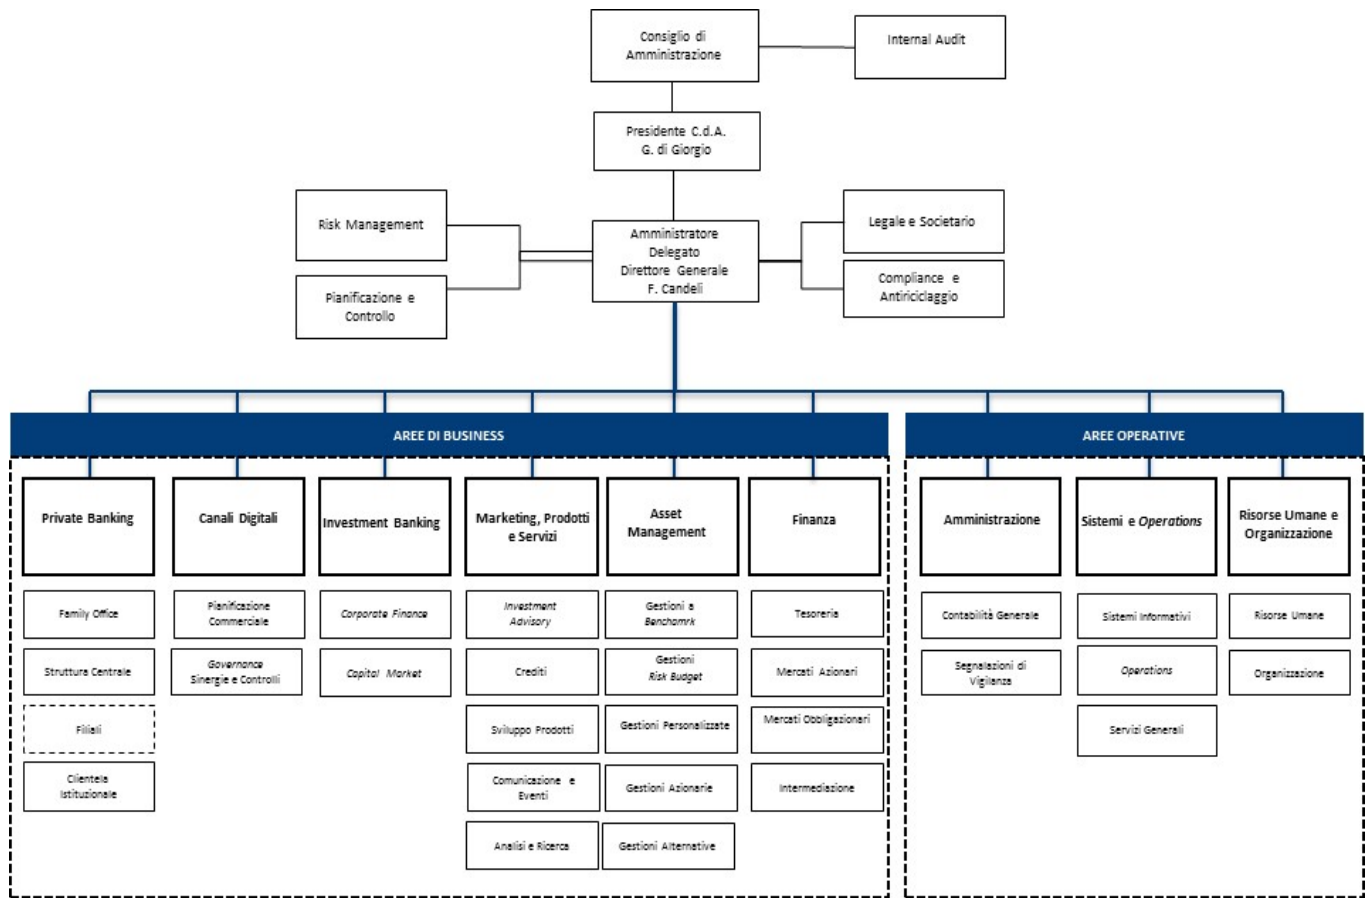 Consiglio di
Amministrazione
Internal Audit
Presidente C.d.A.
G. di Giorgio
Risk Management
Pianificazione e
Controllo
Amministratore
Delegato
Direttore Generale
F. Candeli
Legale e Societario
Compliance e
Antiriciclaggio
AREE DI BUSINESS
AREE OPERATIVE
Private Banking
Canali Digitali
Investment Banking
Marketing, Prodotti
e Servizi
Asset
Management
Finanza
Amministrazione
Sistemi e Operations
Risorse Umane e
Organizzazione
Family Office
Struttura Centrale
Filiali
Clientela
Istituzionale
Pianificazione
Commerciale
Governance
Sinergie e Controlli
Corporate Finance
Capital Market
Investment
Advisory
Crediti
Sviluppo Prodotti
Comunicazione e
Eventi
Analisi e Ricerca
Gestioni a
Benchamrk
Gestioni
Risk Budget
Gestioni Personalizzate
Gestioni Azionarie
Gestioni Alternative
Tesoreria
Mercati Azionari
Mercati Obbligazionari
Intermediazione
Contabilità Generale
Segnalazioni di
Vigilanza
Sistemi Informativi
Operations
Servizi Generali
Risorse Umane
Organizzazione